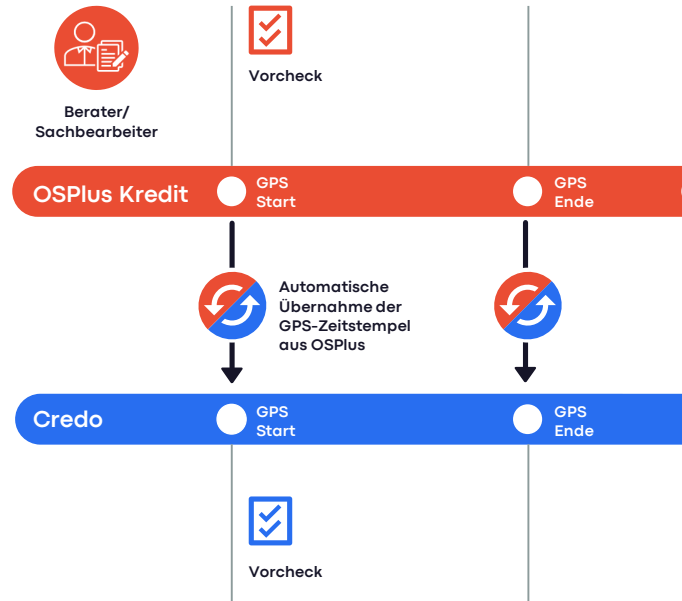 Vorcheck
Berater/
Sachbearbeiter
OSPlus Kredit
GPS
Start
GPS
Ende
Automatische
Übernahme der
GPS-Zeitstempel
aus OSPlus
Credo
GPS
Start
GPS
Ende
Vorcheck